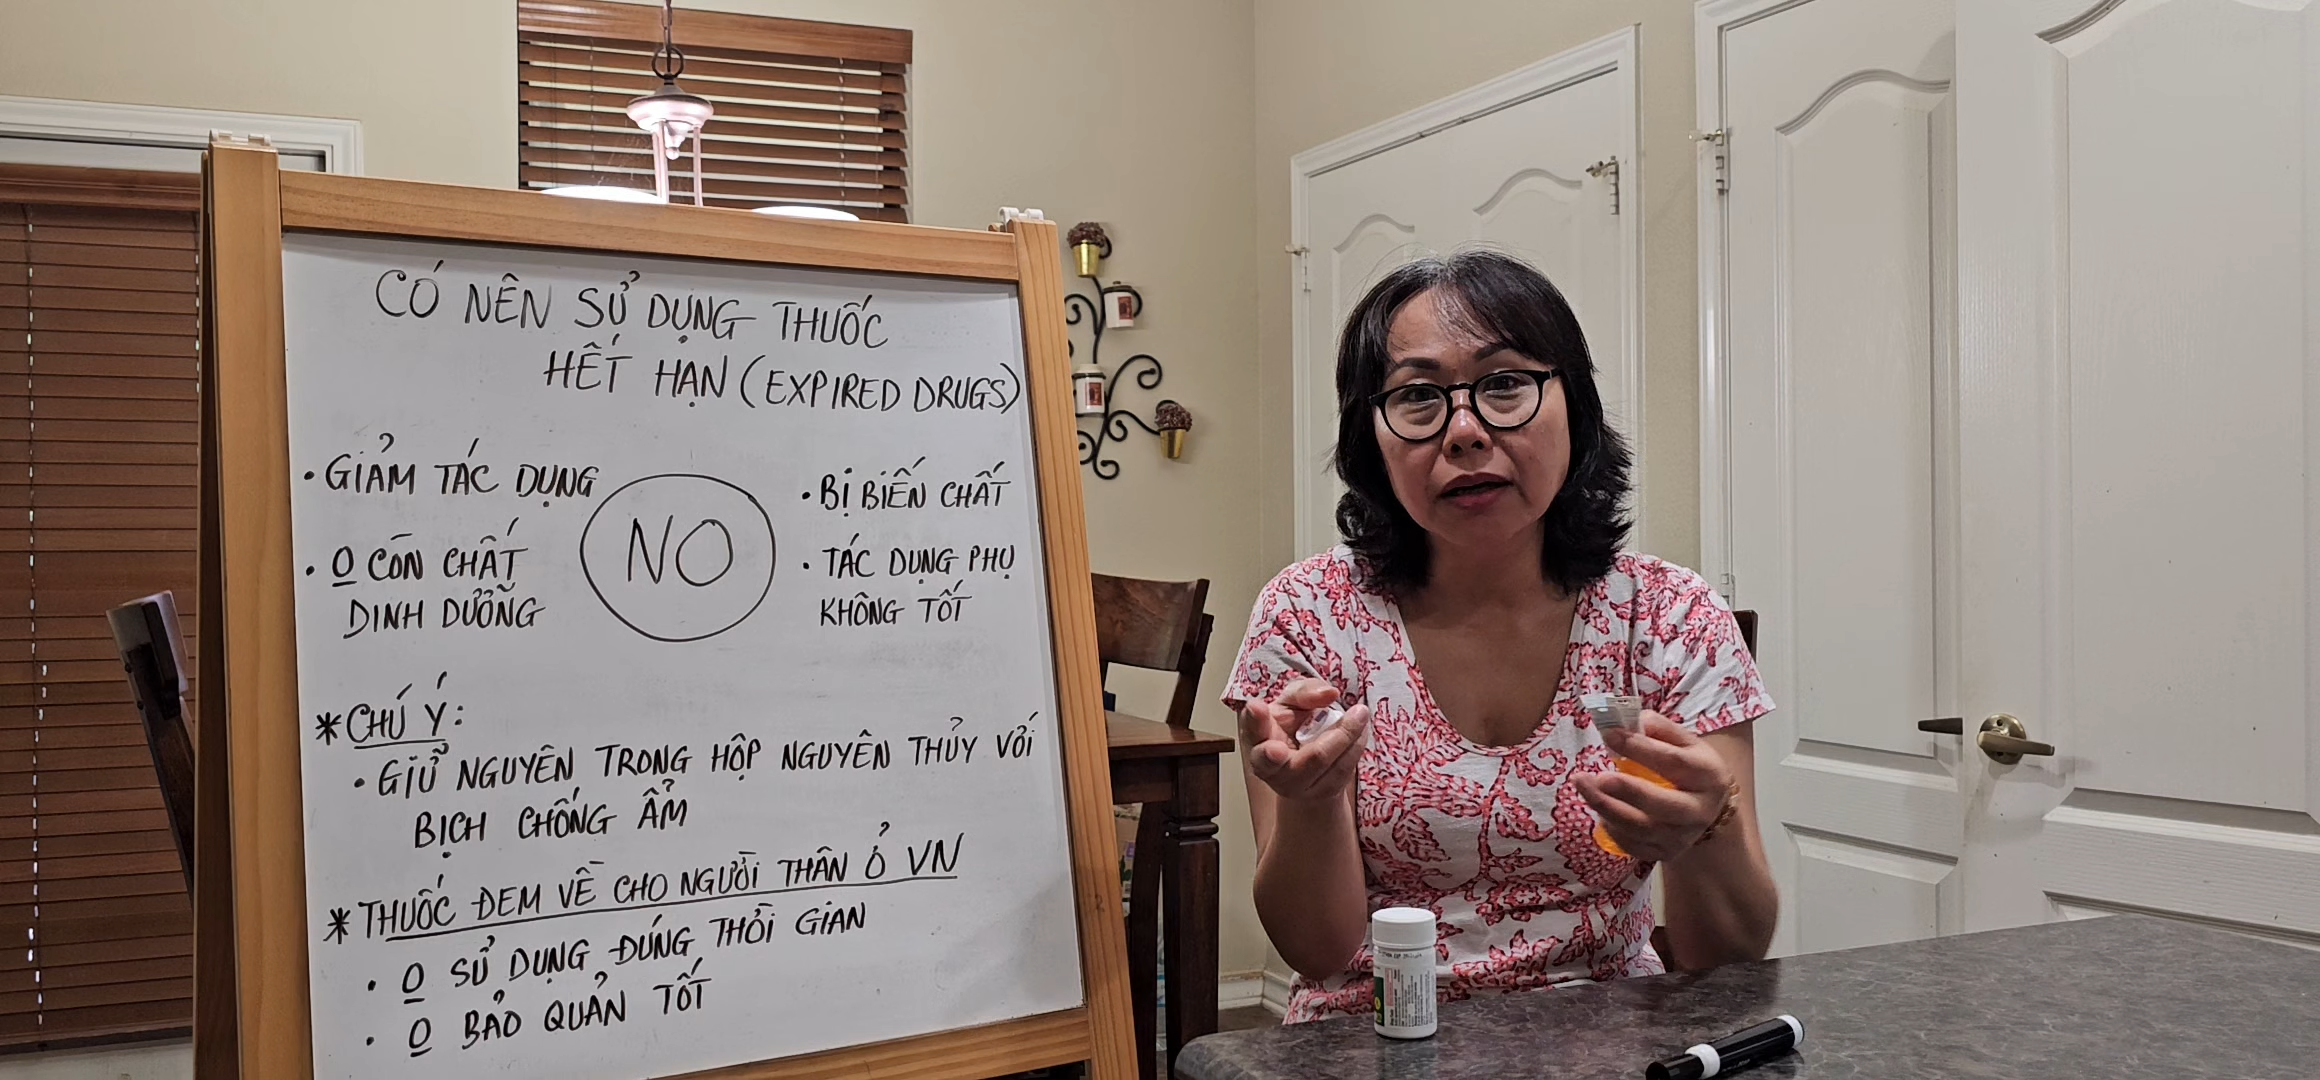 CÓ NÊN SỬ DỤNG THUỐC
HẾT HẠN (EXPIRED DRUGS)
• GIẢM TÁC DỤNG
• O CÒN CHẤT
DINH DƯỠNG
NO
• BỊ BIẾN CHẤT
• TÁC DỤNG PHỤ
KHÔNG TỐT
* CHÚ Ý:
• GIỮ NGUYÊN TRONG HỘP NGUYÊN THỦY VỚI
BỊCH CHỐNG ẨM
* THUỐC ĐEM VỀ CHO NGƯỜI THÂN Ở VN
• O SỬ DỤNG ĐÚNG THỜI GIAN
• O BẢO QUẢN TỐT